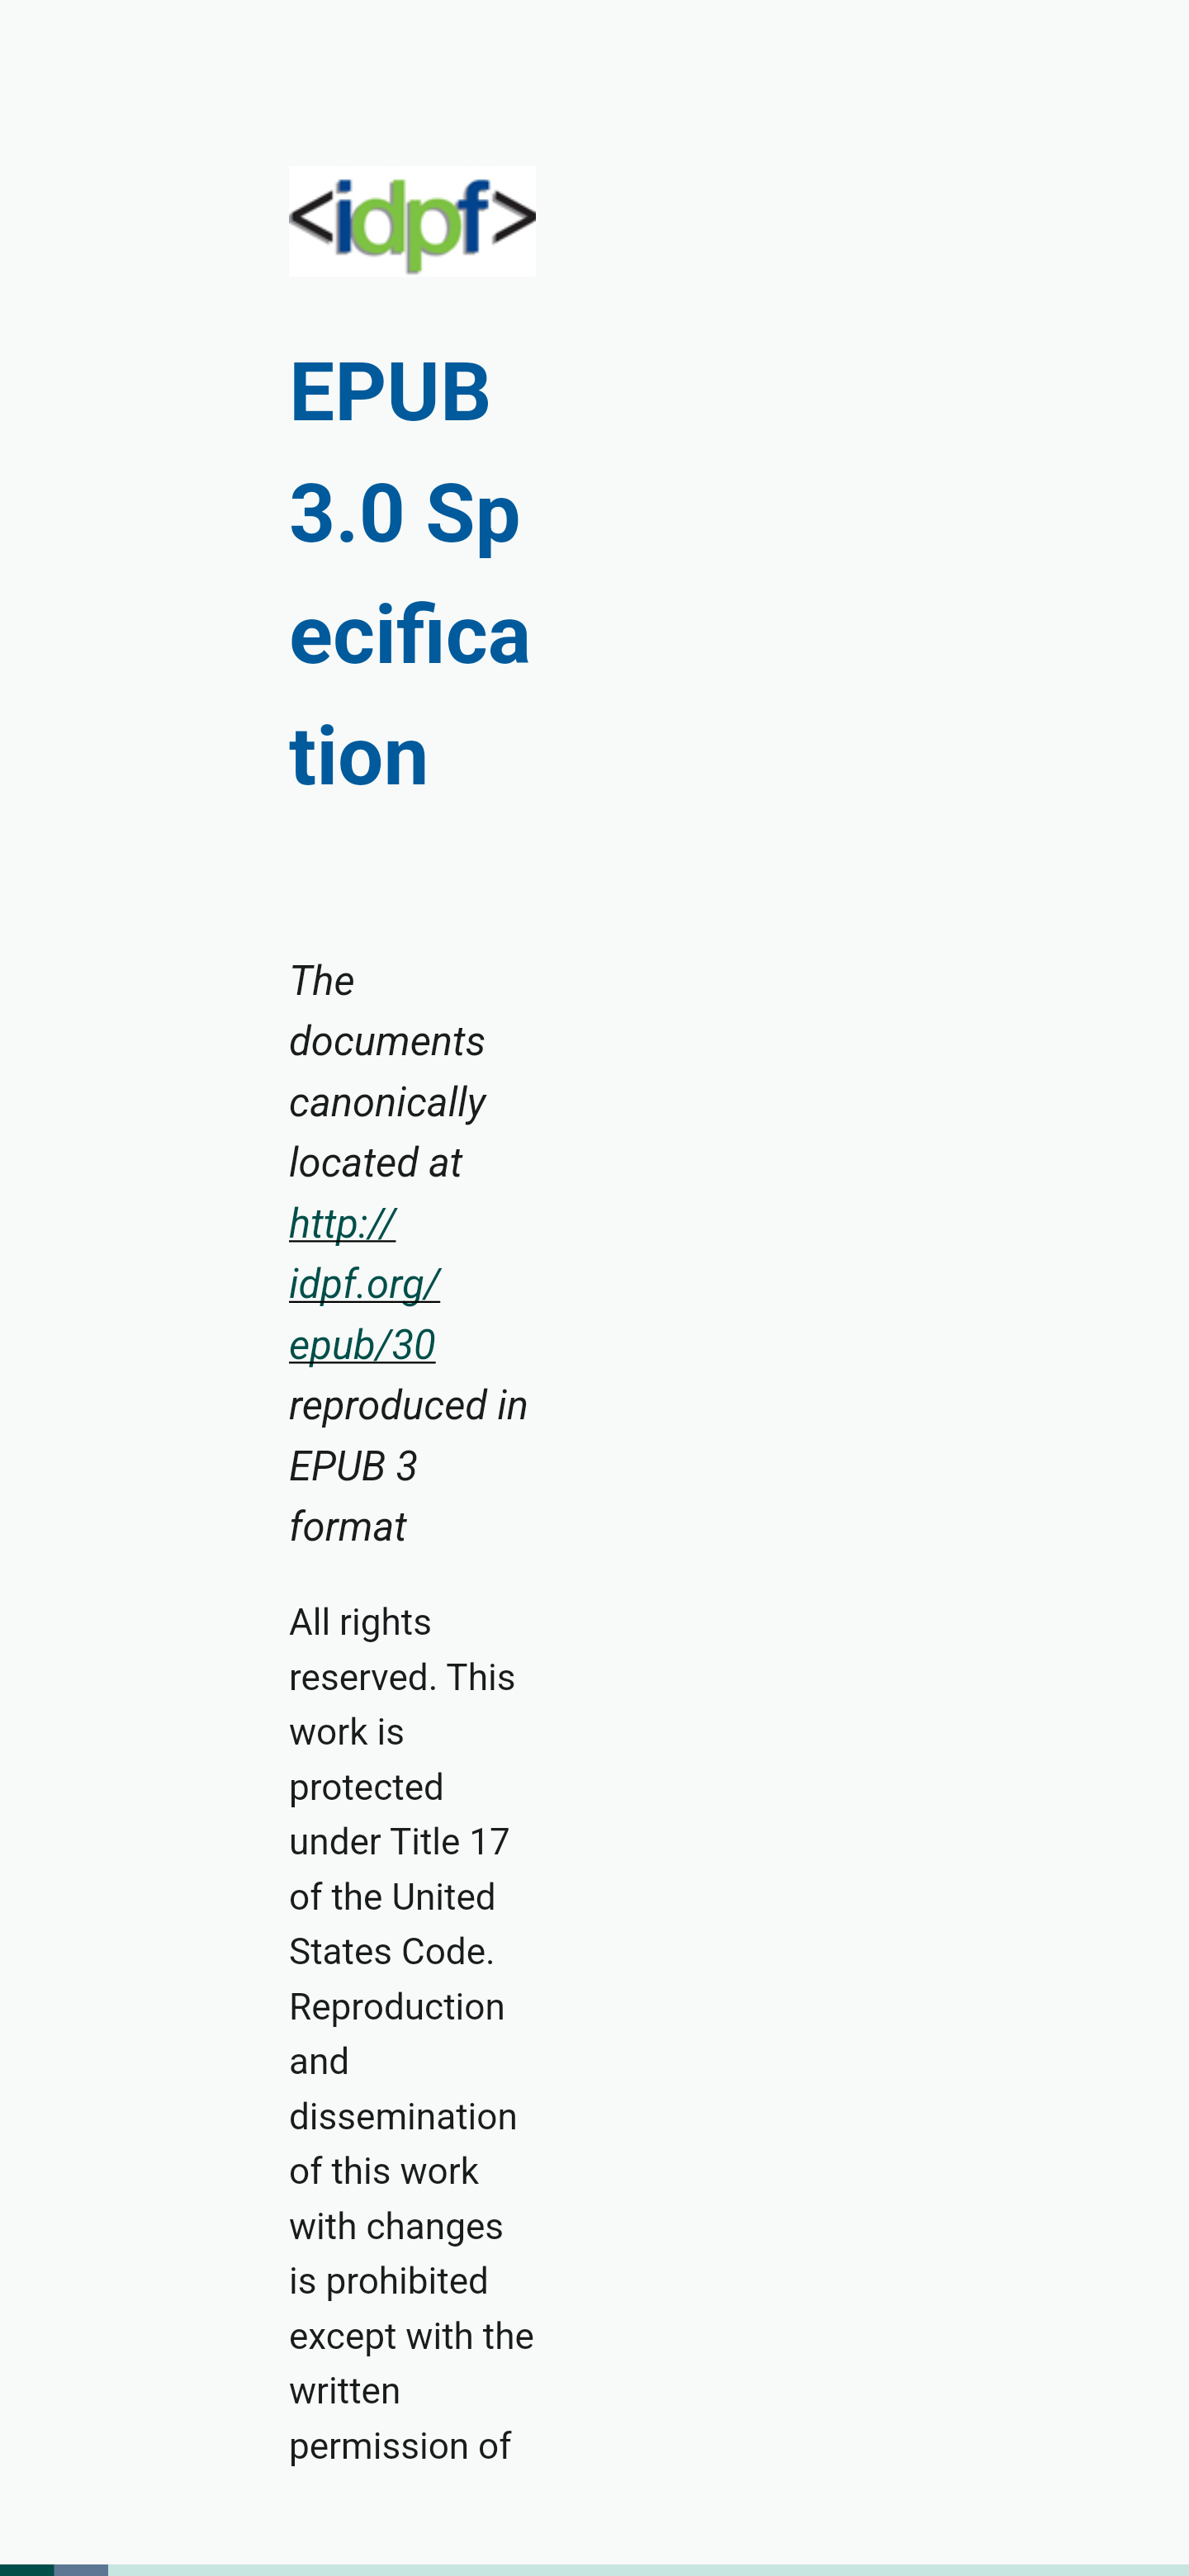 <idpf>
EPUB
3.0 Sp
ecifica
tion
The
documents
canonically
located at
http://
idpf.org/
epub/30
reproduced in
EPUB 3
format
All rights
reserved. This
work is
protected
under Title 17
of the United
States Code.
Reproduction
and
dissemination
of this work
with changes
is prohibited
except with the
written
permission of